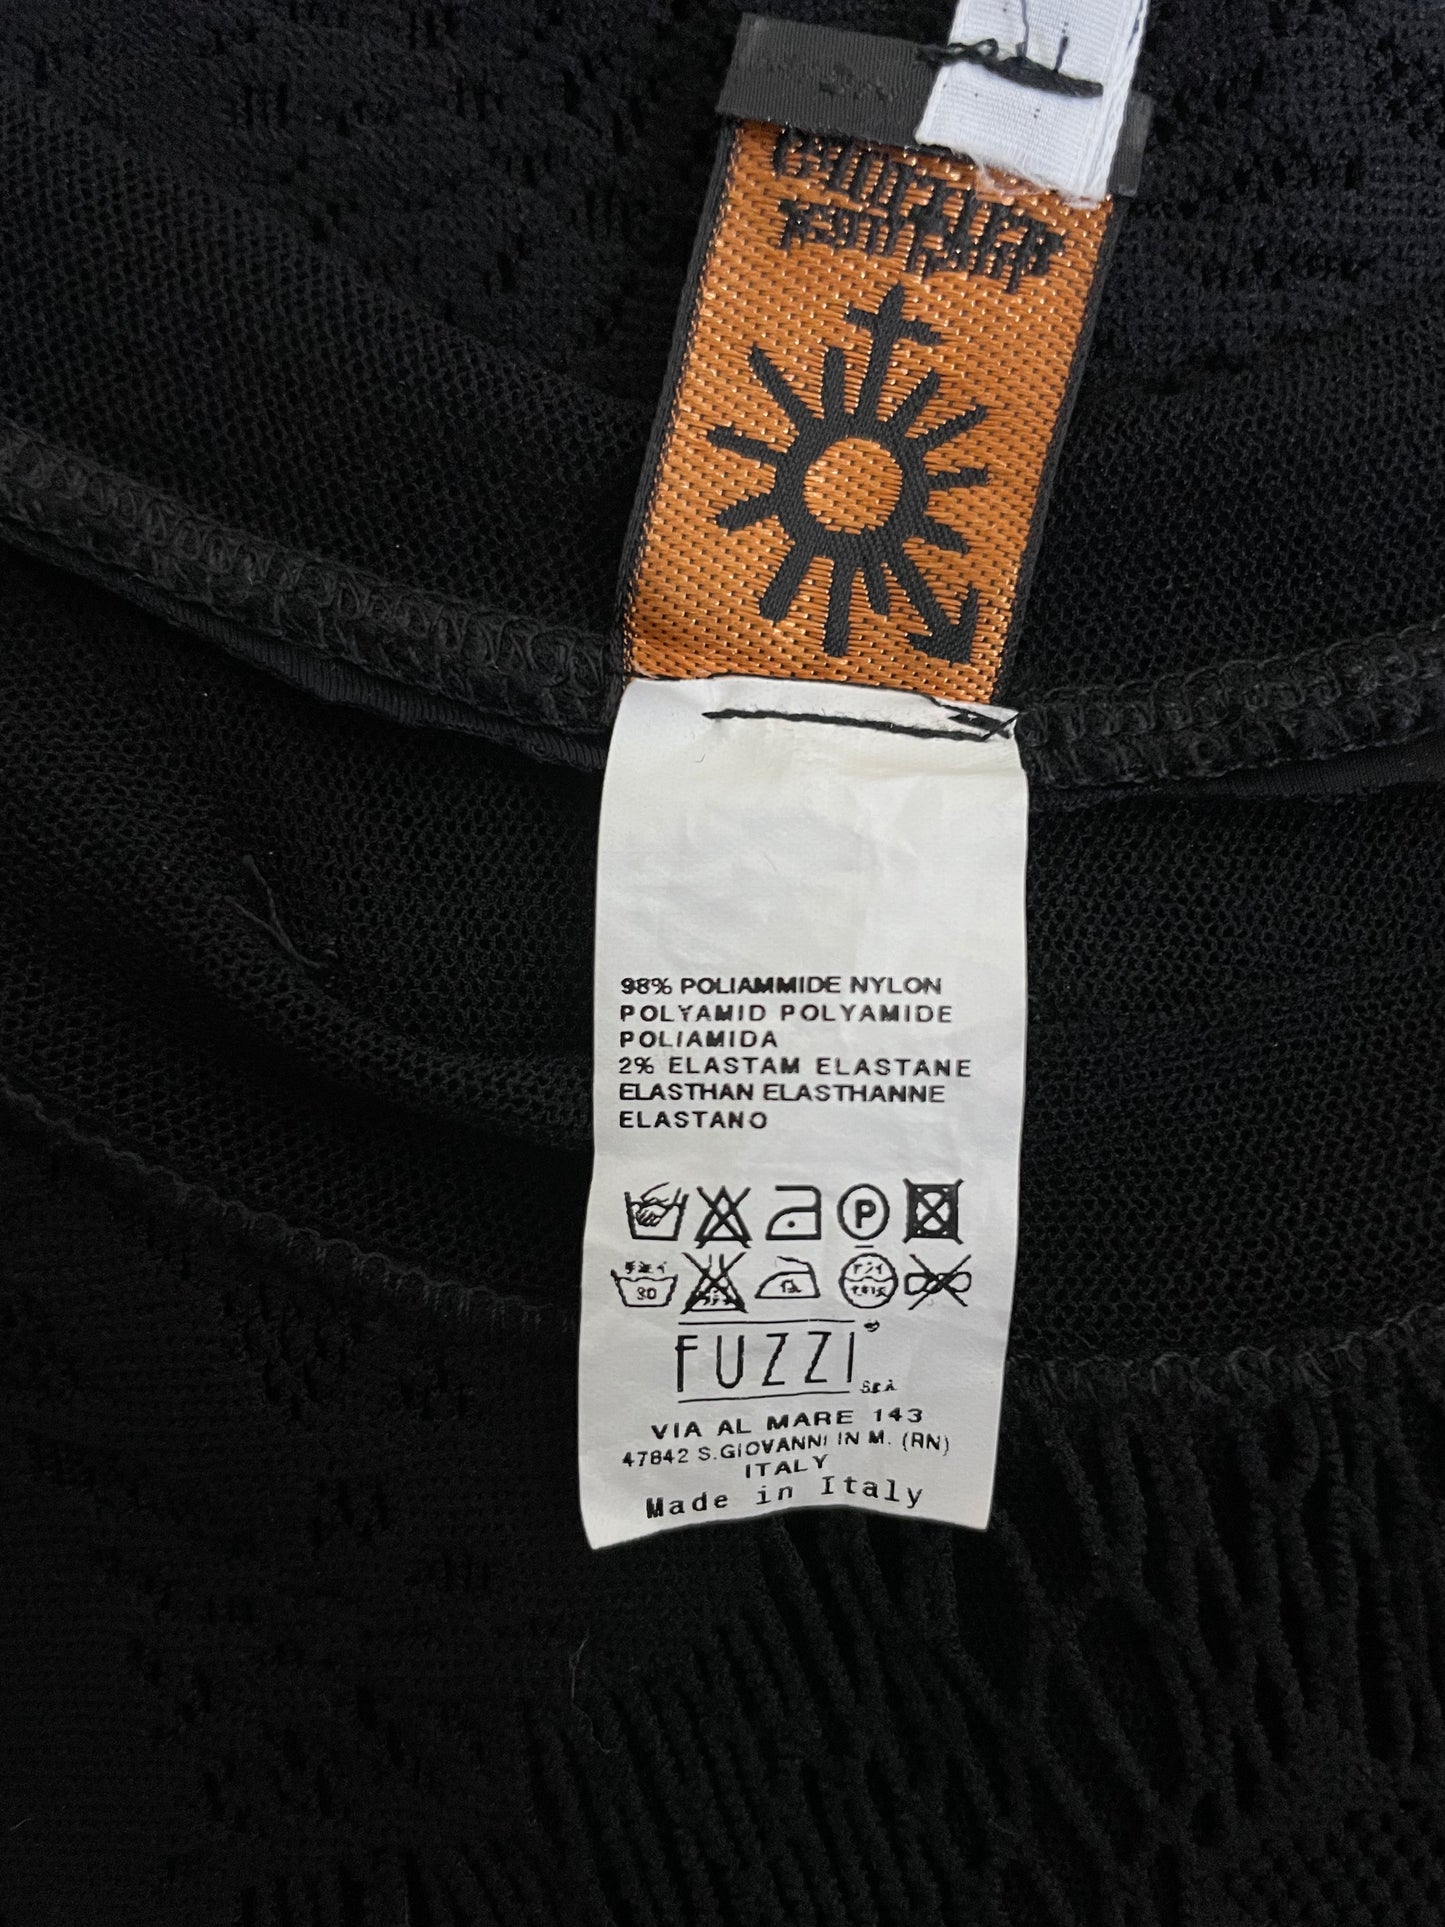 98% POLIAMMIDE NYLON
POLYAMID POLYAMIDE
POLIAMIDA
2% ELASTAM ELASTANE
ELASTHAN ELASTHANNE
ELASTANO
P
30
FUZZI
S.p.A.
VIA AL MARE 143
47842 S.GIOVANNI IN M. (RN)
ITALY
Made in Italy